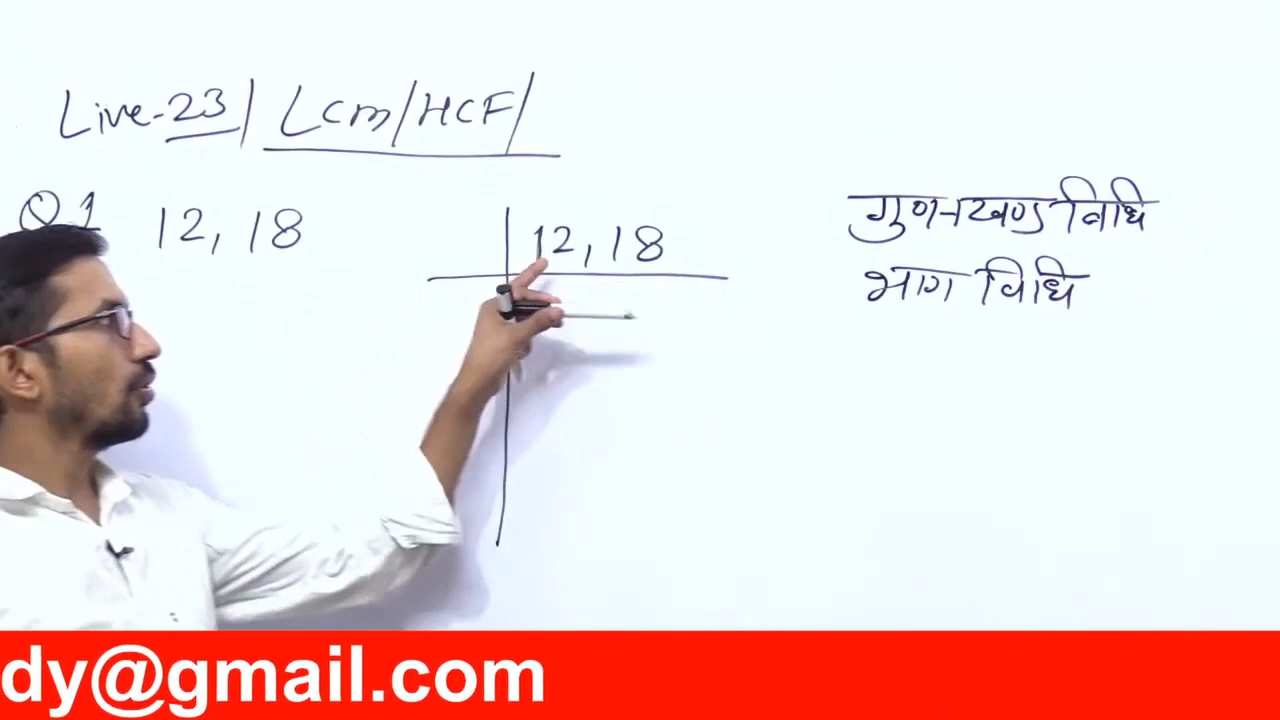 Live-23/ LCM/HCF/
Q1 12, 18
12, 18
गुणनखण्ड विधि
भाग विधि
dy@gmail.com